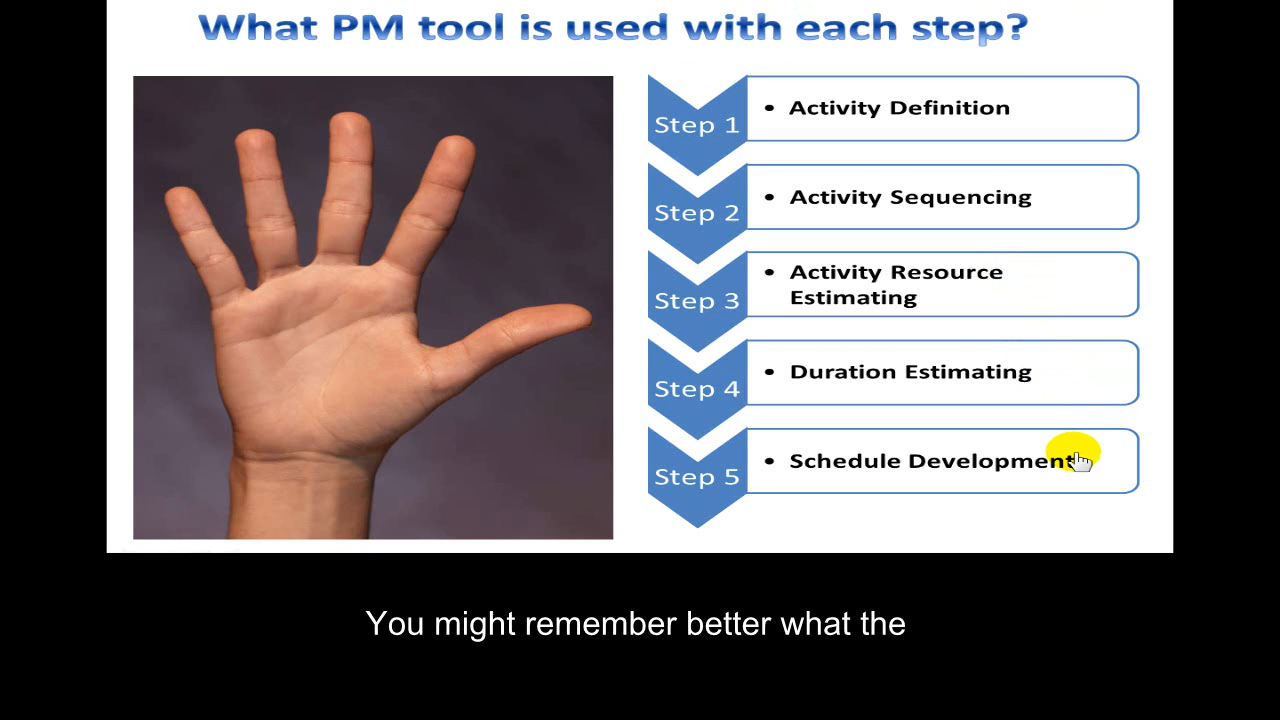 What PM tool is used with each step?
Step 1
• Activity Definition
Step 2
• Activity Sequencing
Step 3
• Activity Resource
Estimating
Step 4
• Duration Estimating
Step 5
• Schedule Development
You might remember better what the